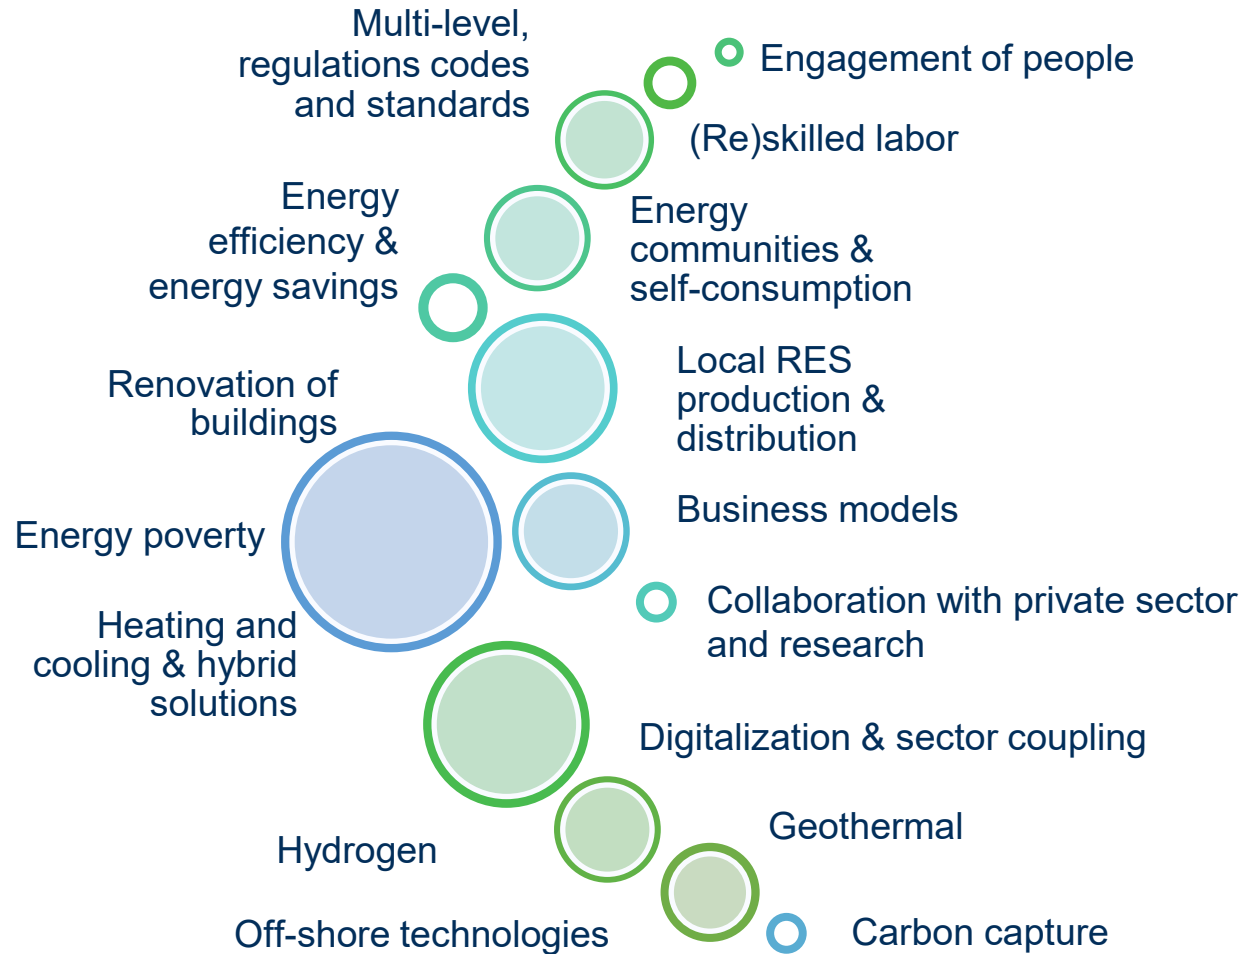 Multi-level,
regulations codes
and standards
Engagement of people
(Re)skilled labor
Energy
efficiency &
energy savings
Energy
communities &
self-consumption
Renovation of
buildings
Local RES
production &
distribution
Energy poverty
Business models
Heating and
cooling & hybrid
solutions
Collaboration with private sector
and research
Digitalization & sector coupling
Hydrogen
Geothermal
Off-shore technologies
Carbon capture